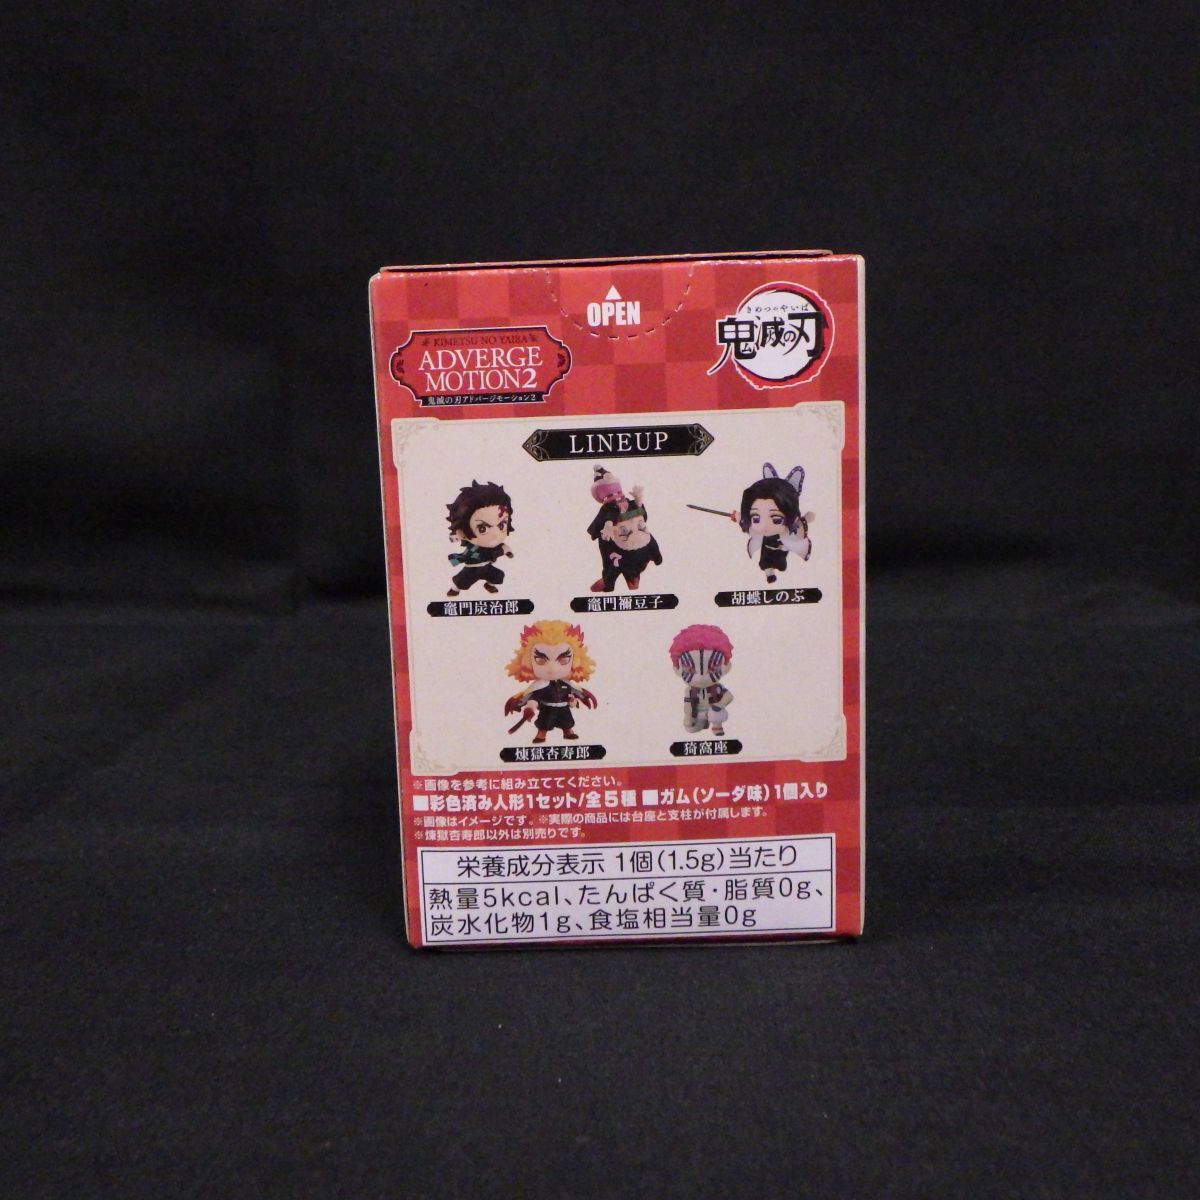 OPEN
KIMETSU NO YAIBA
ADVERGE
MOTION2
鬼滅の刃アドバージモーション2
きめつのやいば
鬼滅の刃
LINEUP
竈門炭治郎
竈門禰豆子
胡蝶しのぶ
煉獄杏寿郎
猗窩座
※画像を参考に組み立ててください。
■彩色済み人形1セット/全5種 ■ガム(ソーダ味)1個入り
※画像はイメージです。※実際の商品には台座と支柱が付属します。
※煉獄杏寿郎以外は別売りです。
栄養成分表示 1個(1.5g)当たり
熱量5kcal、たんぱく質・脂質0g、
炭水化物1g、食塩相当量0g